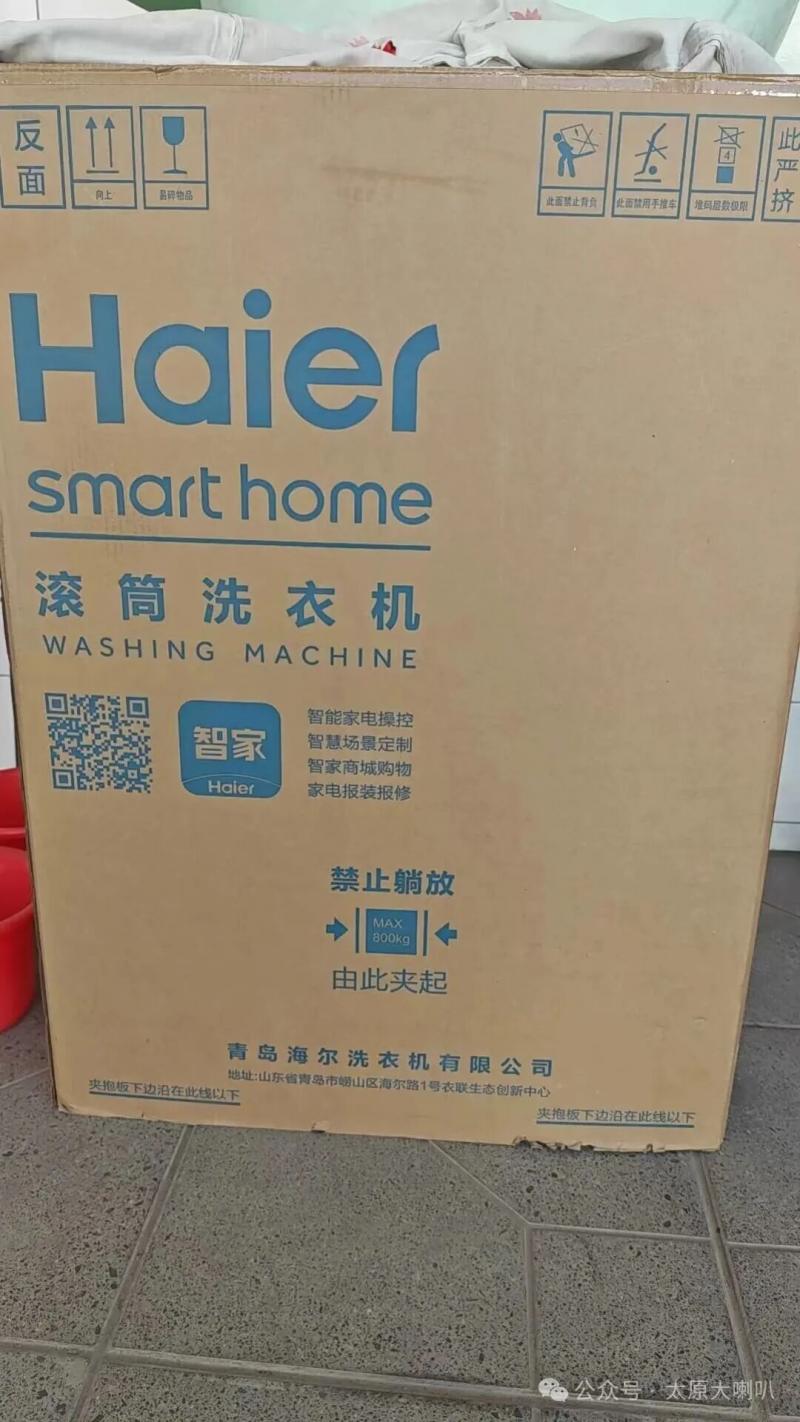 反面
向上
易碎物品
此面禁止背负
此面禁用手推车
4
堆码层数极限
此
严
挤
Haier
smart home
滚筒洗衣机
WASHING MACHINE
智家
Haier
智能家电操控
智慧场景定制
智家商城购物
家电报装报修
禁止躺放
MAX
800kg
由此夹起
青岛海尔洗衣机有限公司
地址:山东省青岛市崂山区海尔路1号衣联生态创新中心
夹抱板下边沿在此线以下
夹抱板下边沿在此线以下
公众号·太原大喇叭